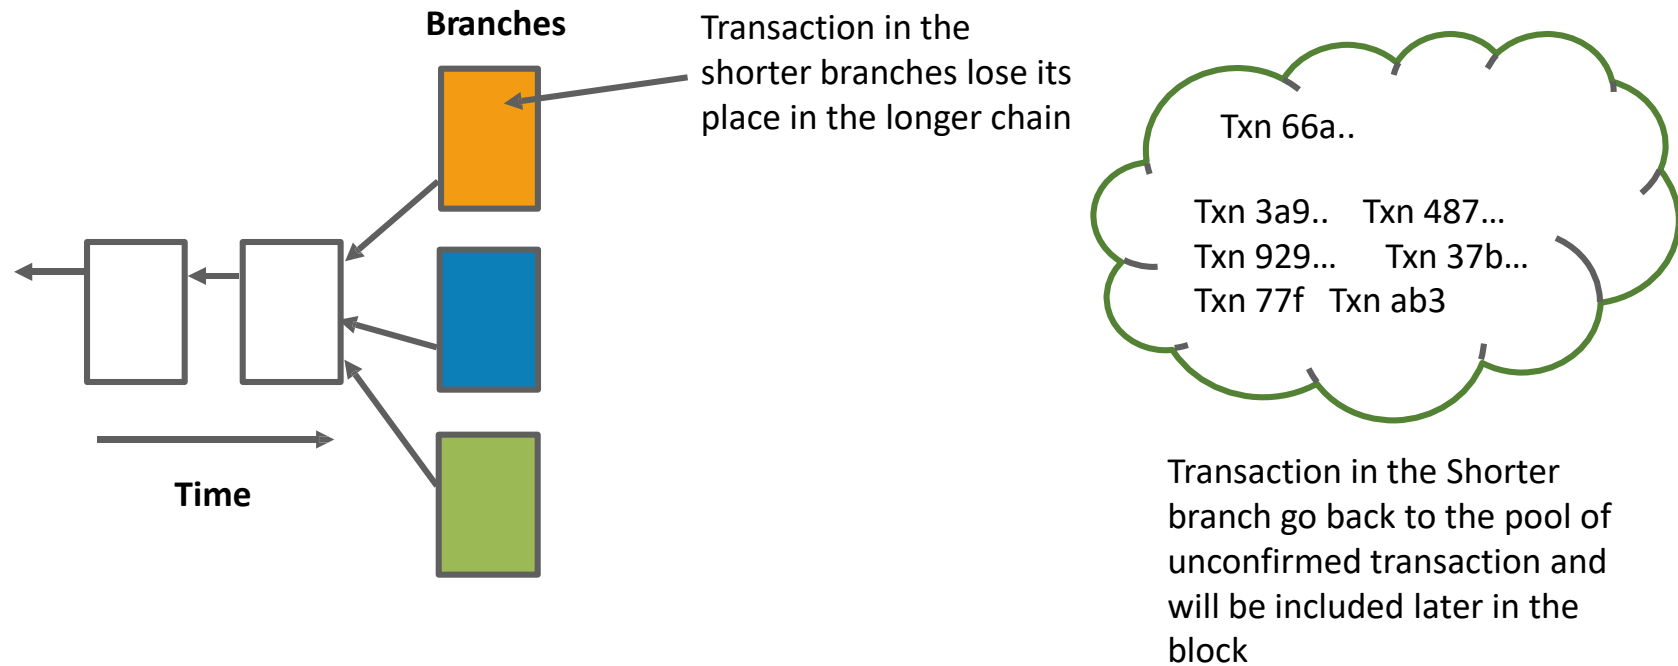 Branches
Transaction in the
shorter branches lose its
place in the longer chain
Time
Txn 66a..
Txn 3a9.. Txn 487...
Txn 929... Txn 37b...
Txn 77f Txn ab3
Transaction in the Shorter
branch go back to the pool of
unconfirmed transaction and
will be included later in the
block